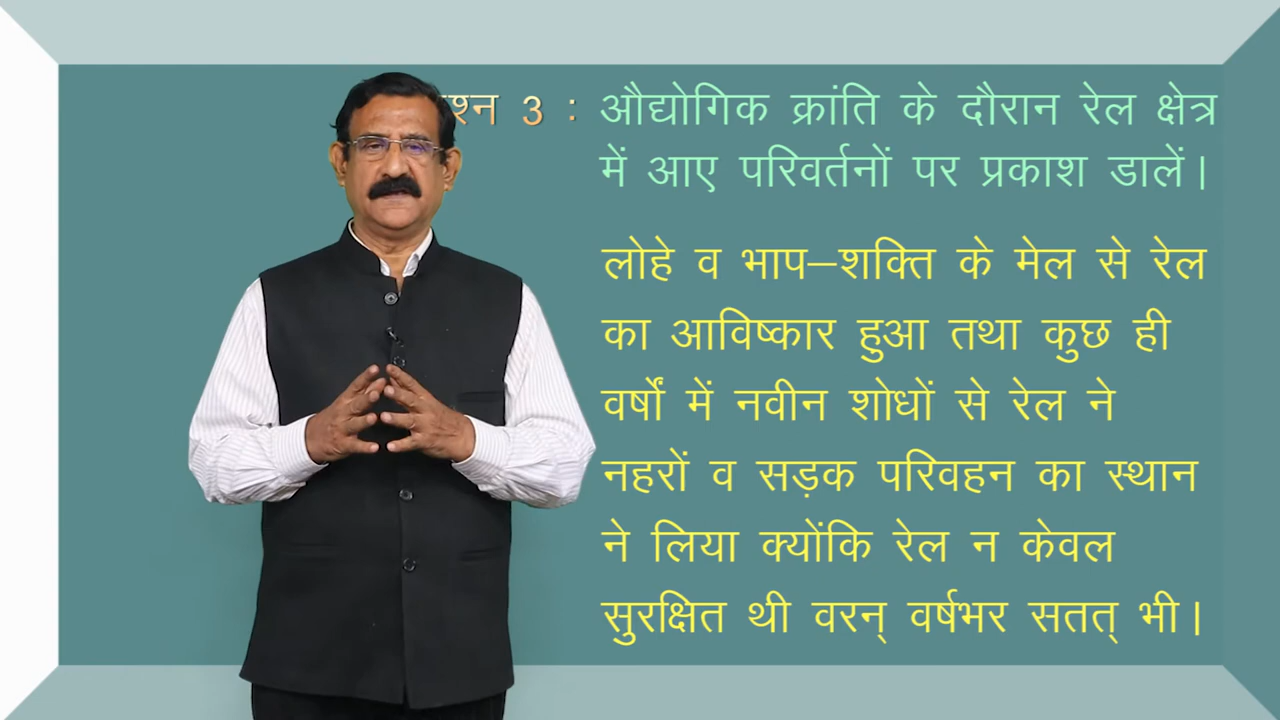 3 : औद्योगिक क्रांति के दौरान रेल क्षेत्र
में आए परिवर्तनों पर प्रकाश डालें।
लोहे व भाप–शक्ति के मेल से रेल
का आविष्कार हुआ तथा कुछ ही
वर्षों में नवीन शोधों से रेल ने
नहरों व सड़क परिवहन का स्थान
ने लिया क्योंकि रेल न केवल
सुरक्षित थी वरन् वर्षभर सतत् भी।